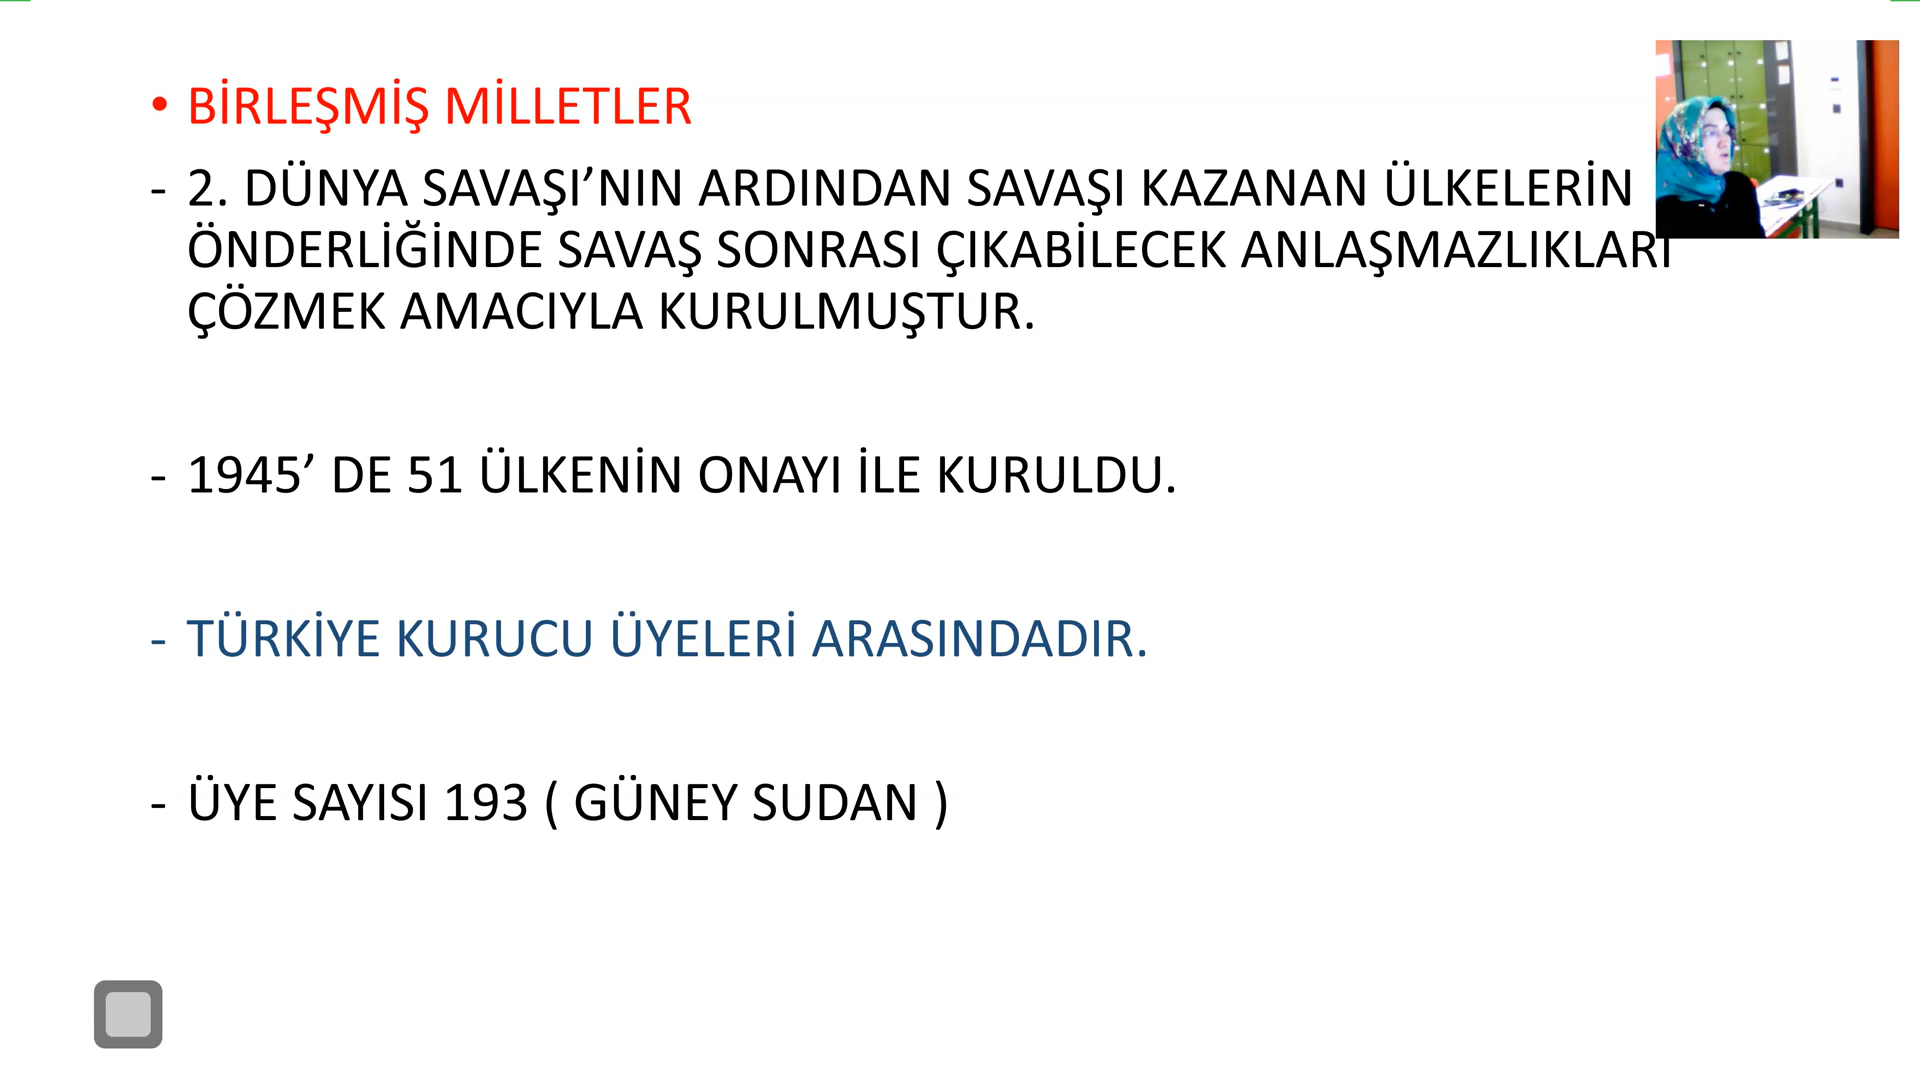 • BİRLEŞMİŞ MİLLETLER
- 2. DÜNYA SAVAŞI’NIN ARDINDAN SAVAŞI KAZANAN ÜLKELERİN
ÖNDERLİĞİNDE SAVAŞ SONRASI ÇIKABİLECEK ANLAŞMAZLIKLARI
ÇÖZMEK AMACIYLA KURULMUŞTUR.
- 1945’ DE 51 ÜLKENİN ONAYI İLE KURULDU.
- TÜRKİYE KURUCU ÜYELERİ ARASINDADIR.
- ÜYE SAYISI 193 ( GÜNEY SUDAN )